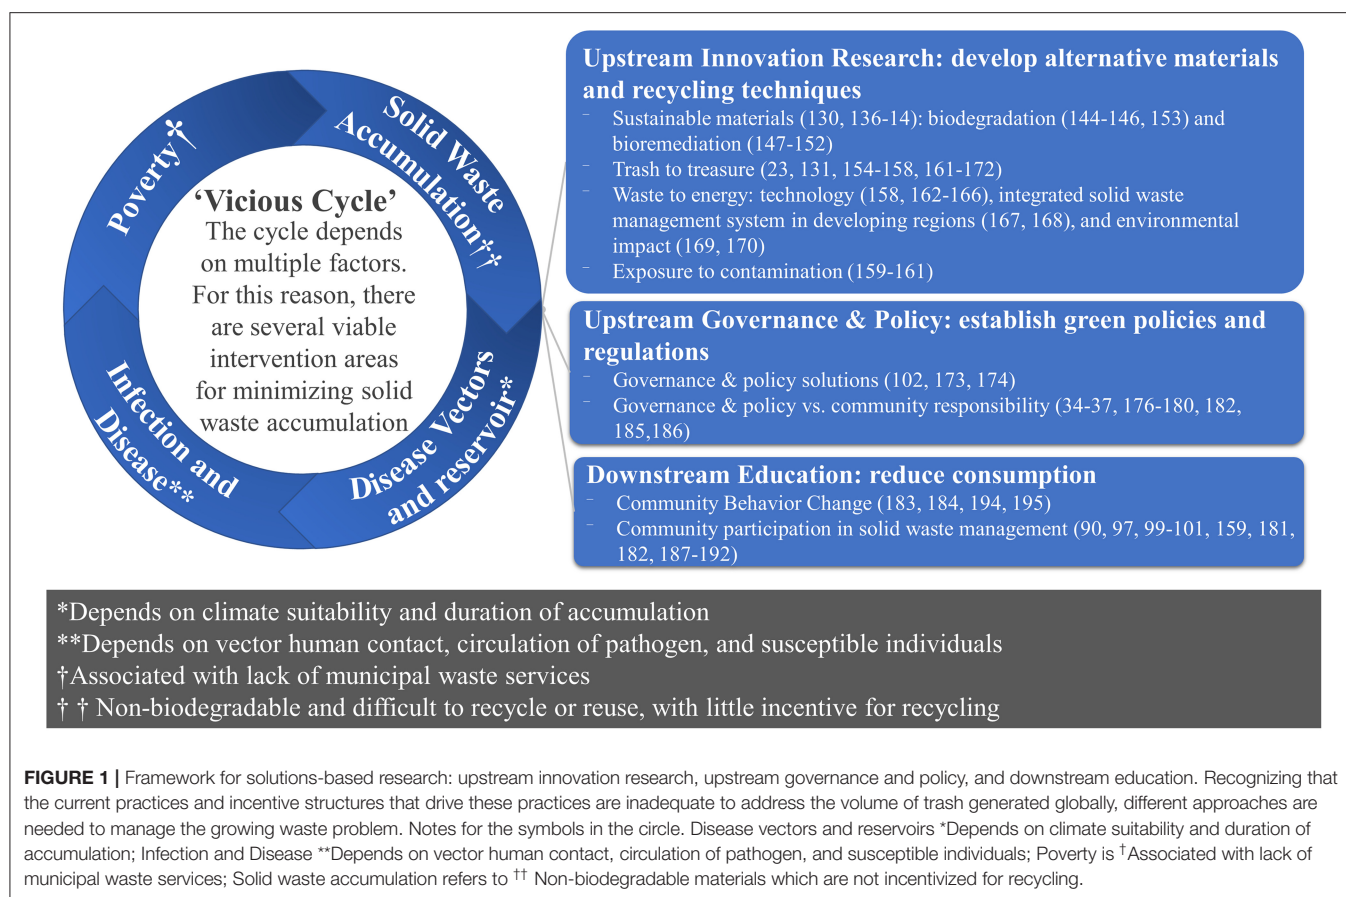 Poverty†
Solid Waste
Accumulation††
Disease Vectors
and reservoir*
Infection and
Disease**
‘Vicious Cycle’
The cycle depends
on multiple factors.
For this reason, there
are several viable
intervention areas
for minimizing solid
waste accumulation
Upstream Innovation Research: develop alternative materials
and recycling techniques
- Sustainable materials (130, 136-14): biodegradation (144-146, 153) and
bioremediation (147-152)
- Trash to treasure (23, 131, 154-158, 161-172)
- Waste to energy: technology (158, 162-166), integrated solid waste
management system in developing regions (167, 168), and environmental
impact (169, 170)
- Exposure to contamination (159-161)
Upstream Governance & Policy: establish green policies and
regulations
- Governance & policy solutions (102, 173, 174)
- Governance & policy vs. community responsibility (34-37, 176-180, 182,
185,186)
Downstream Education: reduce consumption
- Community Behavior Change (183, 184, 194, 195)
- Community participation in solid waste management (90, 97, 99-101, 159, 181,
182, 187-192)
*Depends on climate suitability and duration of accumulation
**Depends on vector human contact, circulation of pathogen, and susceptible individuals
†Associated with lack of municipal waste services
† † Non-biodegradable and difficult to recycle or reuse, with little incentive for recycling
FIGURE 1 | Framework for solutions-based research: upstream innovation research, upstream governance and policy, and downstream education. Recognizing that
the current practices and incentive structures that drive these practices are inadequate to address the volume of trash generated globally, different approaches are
needed to manage the growing waste problem. Notes for the symbols in the circle. Disease vectors and reservoirs *Depends on climate suitability and duration of
accumulation; Infection and Disease **Depends on vector human contact, circulation of pathogen, and susceptible individuals; Poverty is †Associated with lack of
municipal waste services; Solid waste accumulation refers to †† Non-biodegradable materials which are not incentivized for recycling.